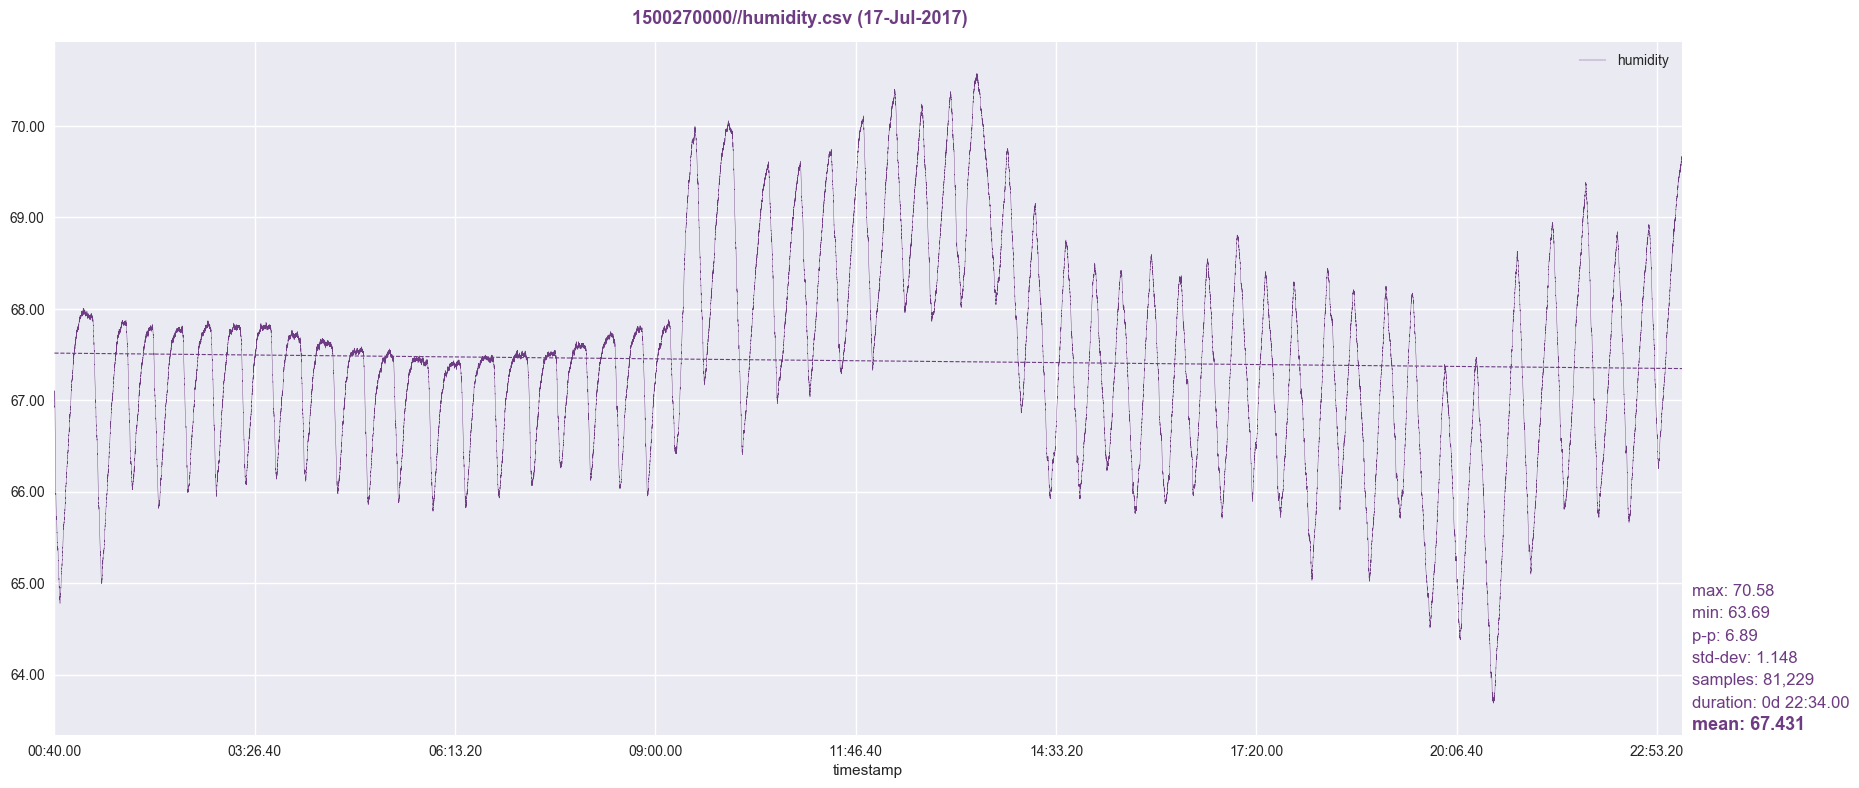 1500270000//humidity.csv (17-Jul-2017)
humidity
70.00
69.00
68.00
67.00
66.00
65.00
64.00
max: 70.58
min: 63.69
p-p: 6.89
std-dev: 1.148
samples: 81,229
duration: 0d 22:34.00
mean: 67.431
00:40.00 03:26.40 06:13.20 09:00.00 11:46.40 14:33.20 17:20.00 20:06.40 22:53.20
timestamp